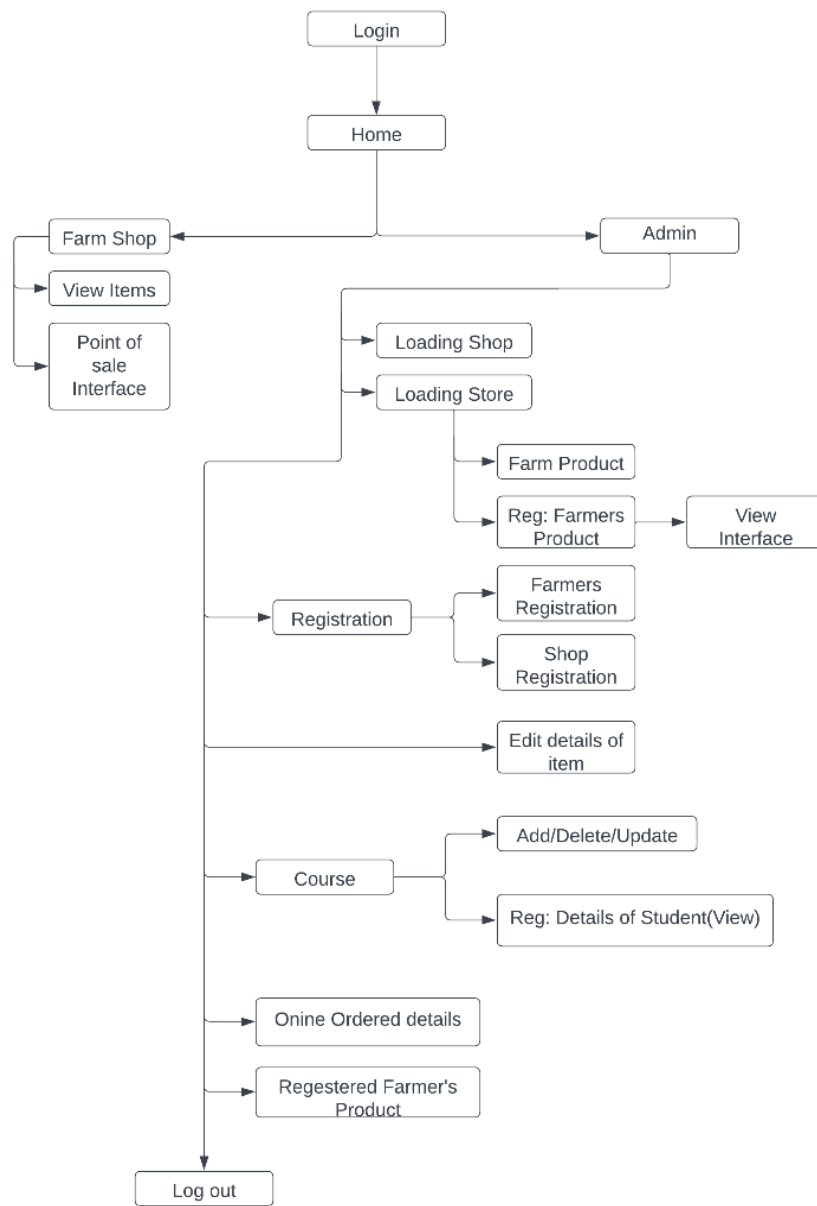 Login
Home
Farm Shop
Admin
View Items
Point of
sale
Interface
Loading Shop
Loading Store
Farm Product
Reg: Farmers
Product
View
Interface
Farmers
Registration
Registration
Shop
Registration
Edit details of
item
Add/Delete/Update
Course
Reg: Details of Student(View)
Onine Ordered details
Regestered Farmer's
Product
Log out